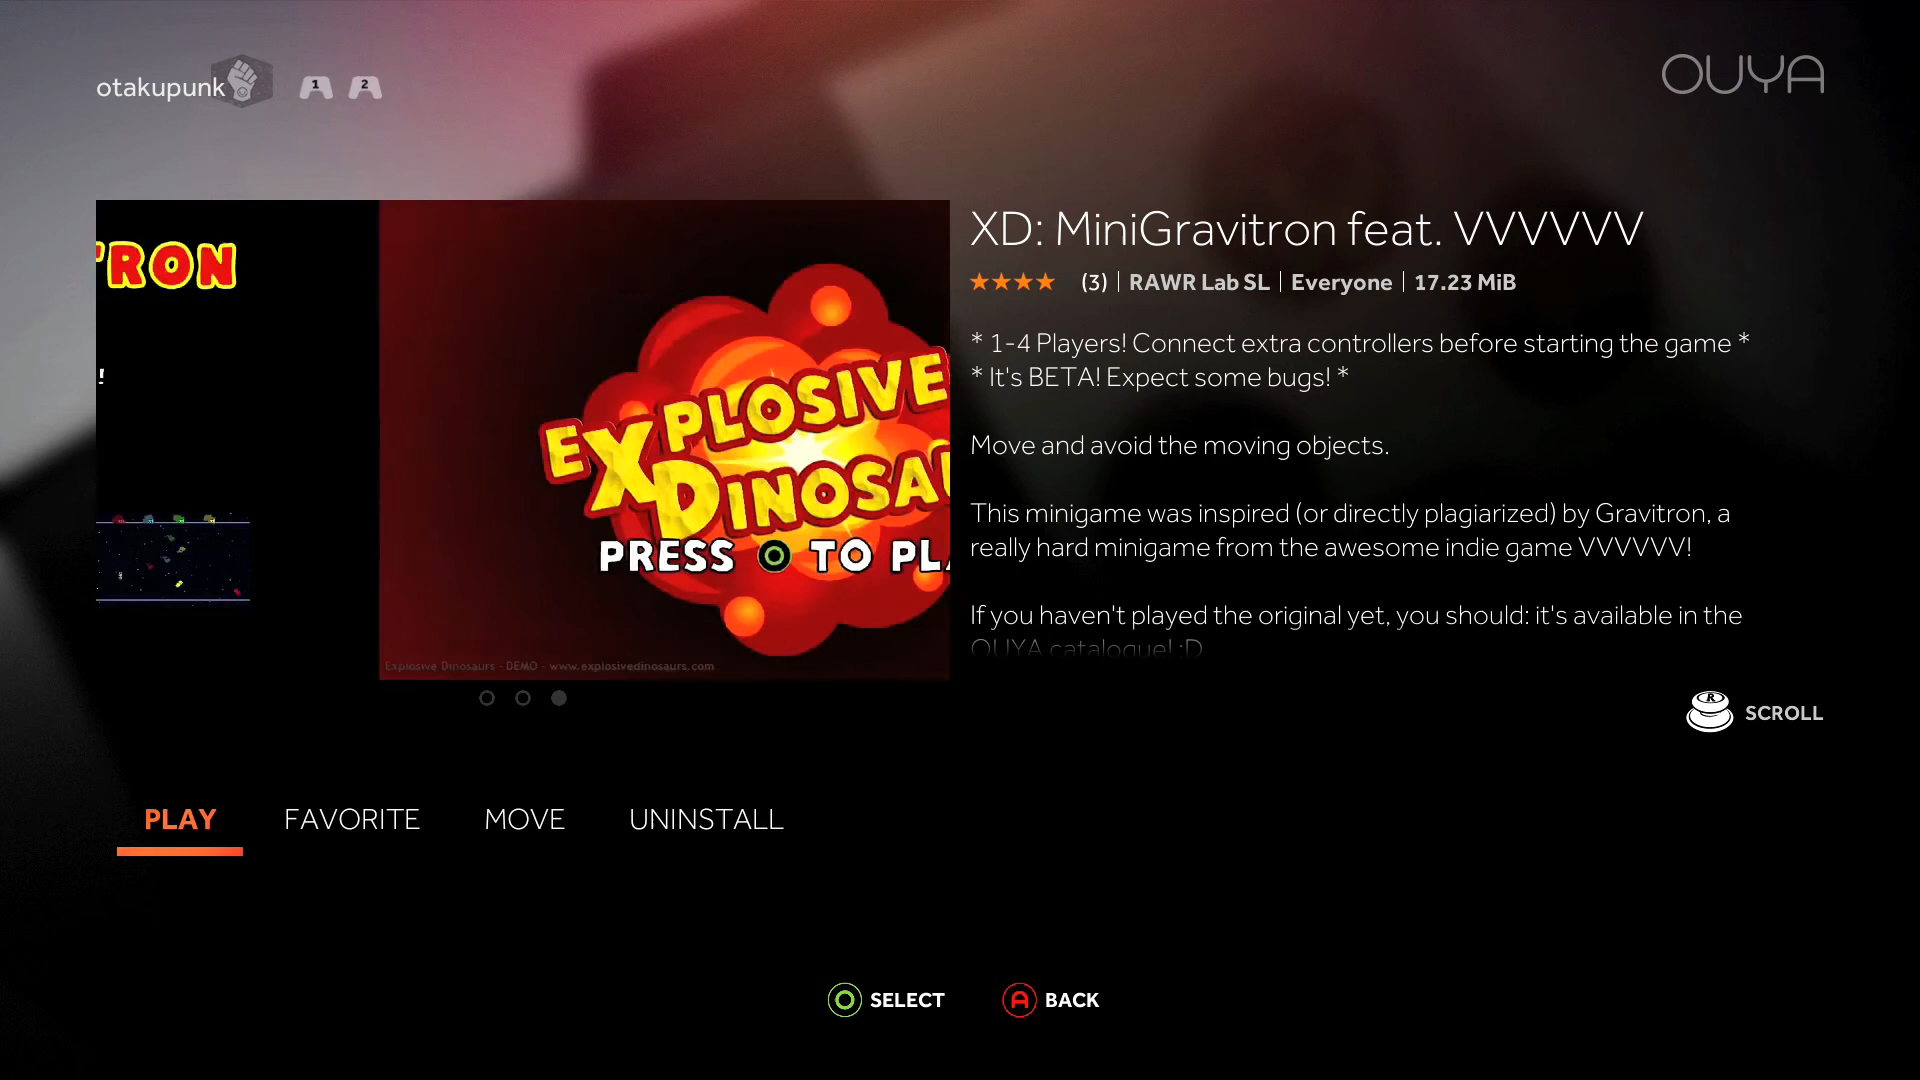 otakupunk
1 2
OUYA
'RON
!
EXPLOSIVE
DINOSAU
PRESS O TO PLA
Explosive Dinosaurs - DEMO - www.explosivedinosaurs.com
XD: MiniGravitron feat. VVVVVV
★★★★ (3) | RAWR Lab SL | Everyone | 17.23 MiB
* 1-4 Players! Connect extra controllers before starting the game *
* It's BETA! Expect some bugs! *
Move and avoid the moving objects.
This minigame was inspired (or directly plagiarized) by Gravitron, a
really hard minigame from the awesome indie game VVVVVV!
If you haven't played the original yet, you should: it's available in the
OUYA catalogue! :D
R SCROLL
PLAY FAVORITE MOVE UNINSTALL
O SELECT A BACK